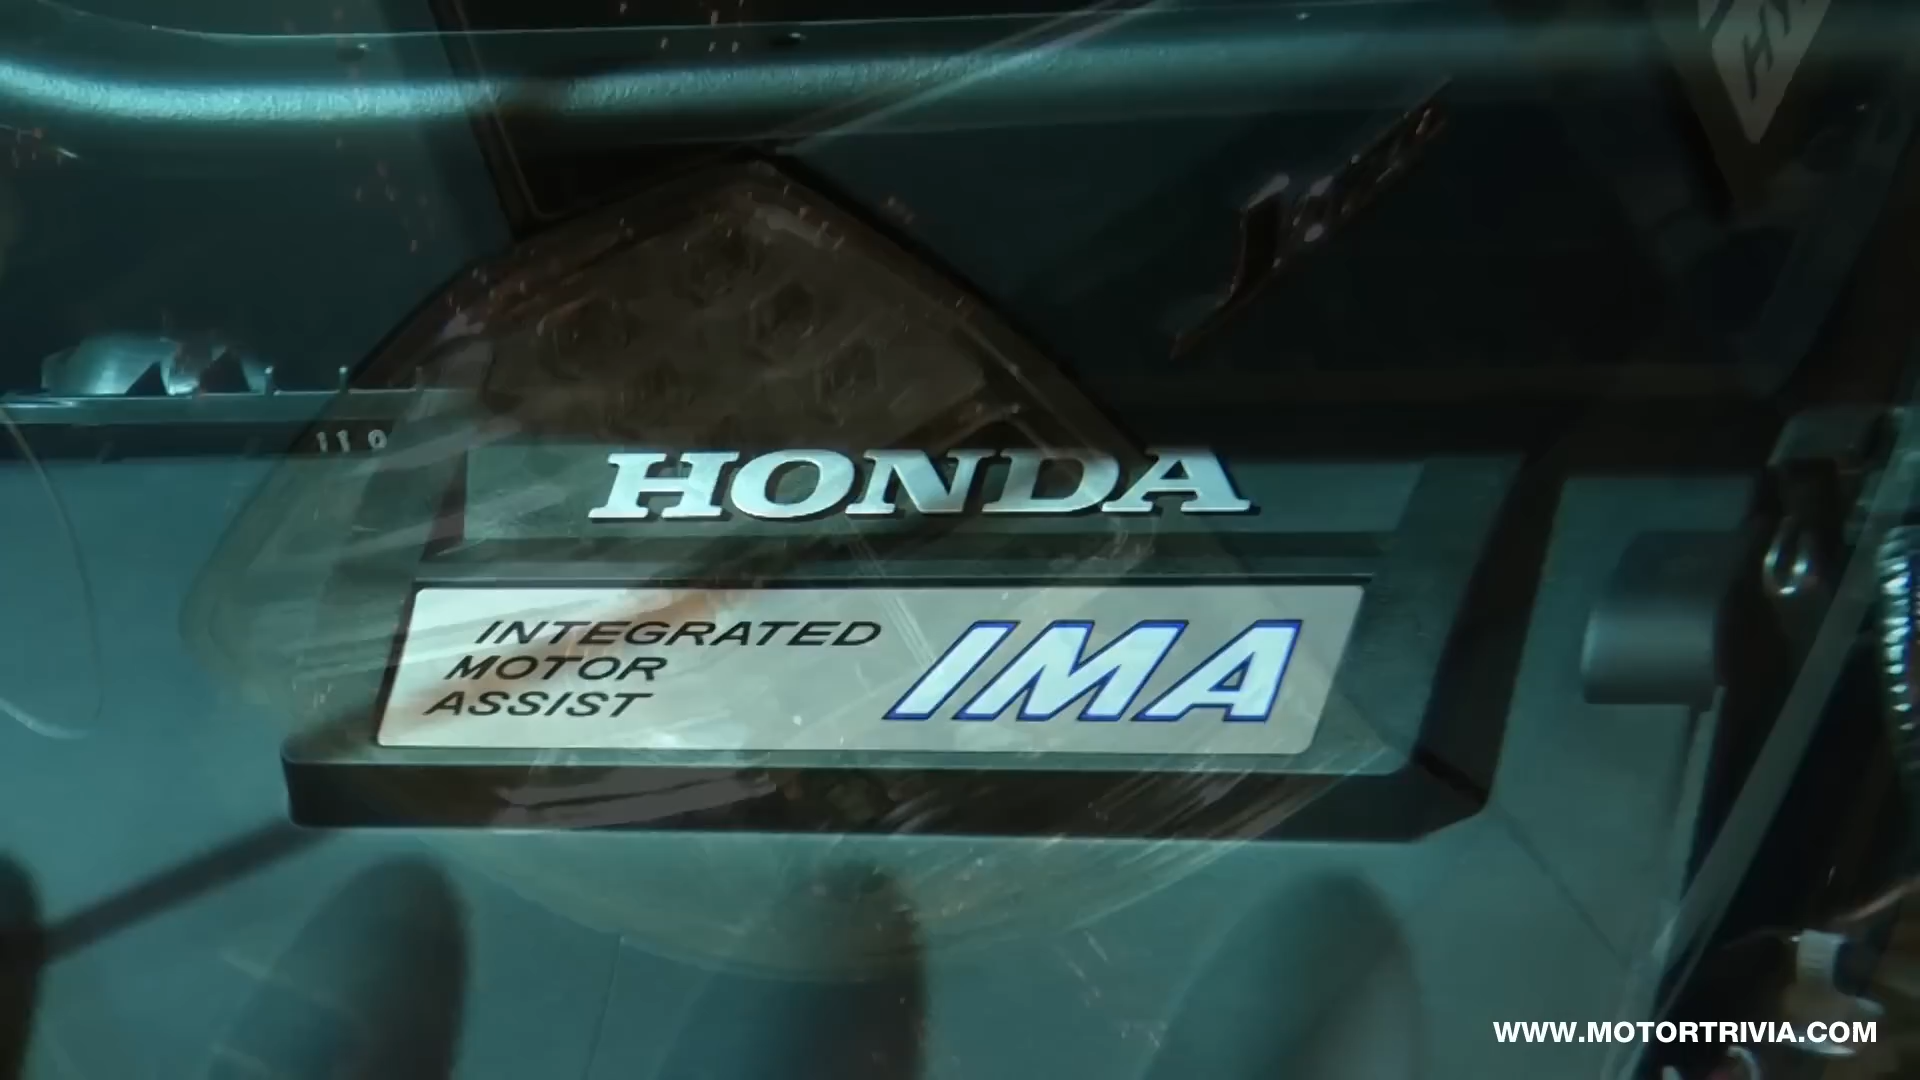 HONDA
INTEGRATED
MOTOR
ASSIST
IMA
WWW.MOTORTRIVIA.COM